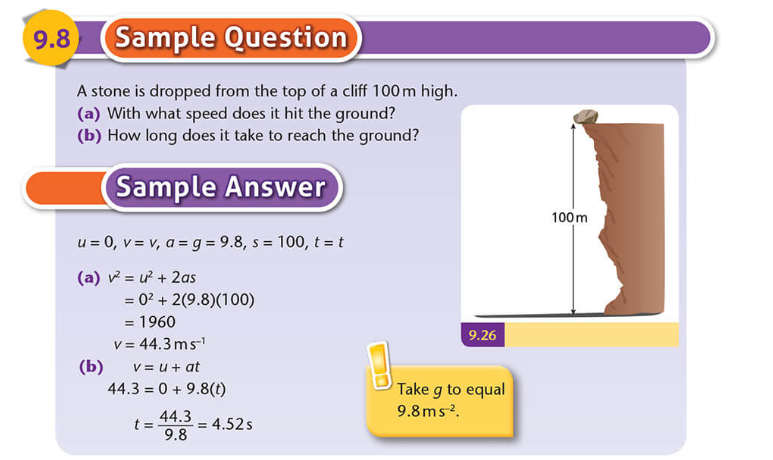 9.8 Sample Question
A stone is dropped from the top of a cliff 100 m high.
(a) With what speed does it hit the ground?
(b) How long does it take to reach the ground?
Sample Answer
u = 0, v = v, a = g = 9.8, s = 100, t = t
(a) v² = u² + 2as
= 0² + 2(9.8)(100)
= 1960
v = 44.3 m s⁻¹
(b) v = u + at
44.3 = 0 + 9.8(t)
t = 44.3/9.8 = 4.52 s
100 m
9.26
Take g to equal
9.8 m s⁻².